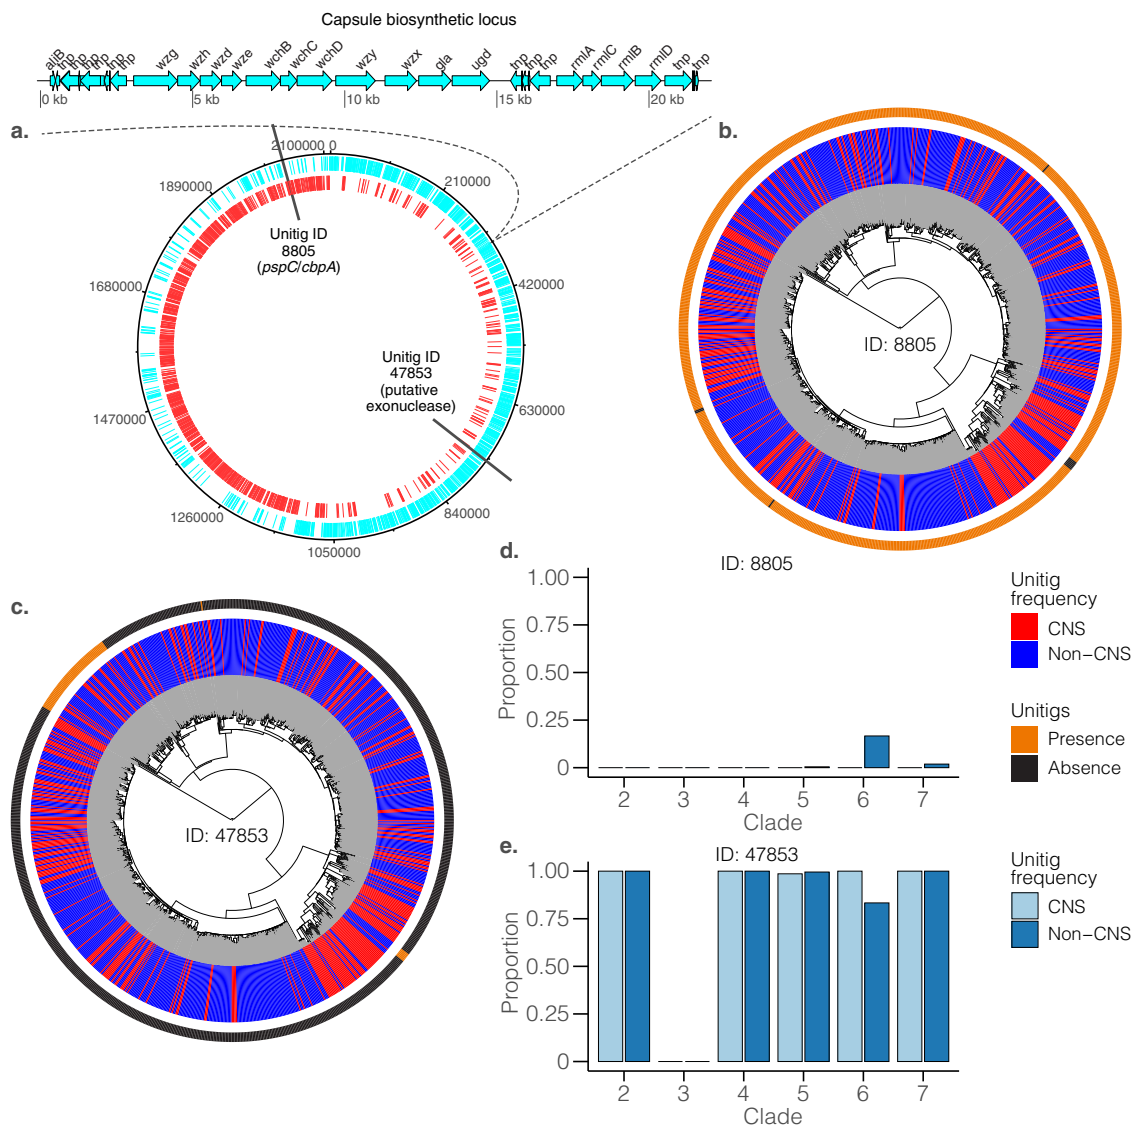 Capsule biosynthetic locus
aliB tnp tnp tnp tnp tnp tnp wzg wzh wzd wze wchB wchC wchD wzy wzx gla ugd tnp tnp tnp rmlA rmlC rmlB rmlD tnp tnp
0 kb 5 kb 10 kb 15 kb 20 kb
a.
2100000 0
210000
420000
630000
840000
1050000
1260000
1470000
1680000
1890000
Unitig ID
8805
(pspC/cbpA)
Unitig ID
47853
(putative
exonuclease)
b.
ID: 8805
c.
ID: 47853
d.
ID: 8805
1.00
0.75
0.50
0.25
0
Proportion
2 3 4 5 6 7
Clade
Unitig
frequency
CNS
Non−CNS
Unitigs
Presence
Absence
e.
ID: 47853
1.00
0.75
0.50
0.25
0
Proportion
2 3 4 5 6 7
Clade
Unitig
frequency
CNS
Non−CNS